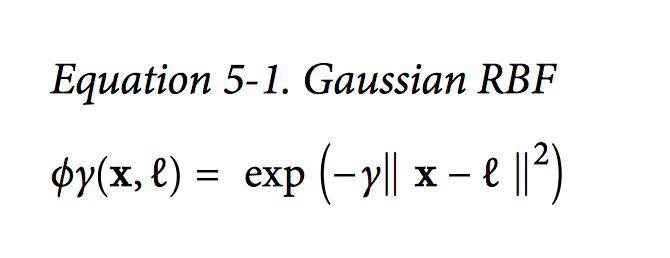 Equation 5-1. Gaussian RBF
ϕγ(x, ℓ) = exp (−γ‖ x − ℓ ‖²)